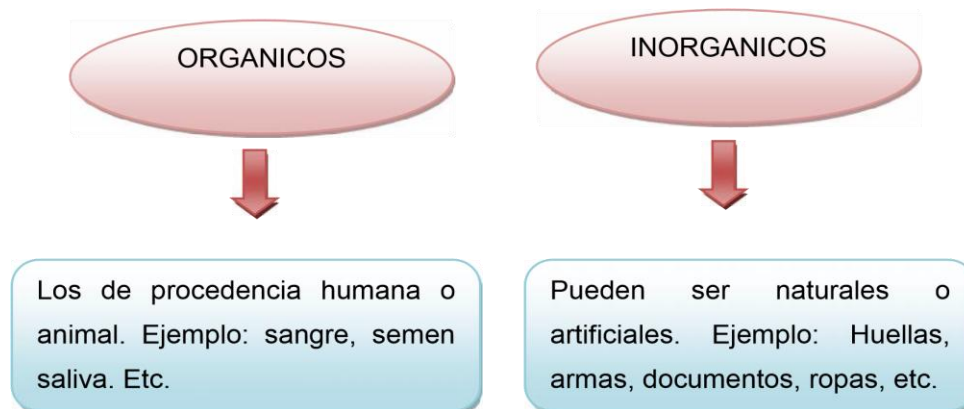 ORGANICOS
INORGANICOS
Los de procedencia humana o
animal. Ejemplo: sangre, semen
saliva. Etc.
Pueden ser naturales o
artificiales. Ejemplo: Huellas,
armas, documentos, ropas, etc.